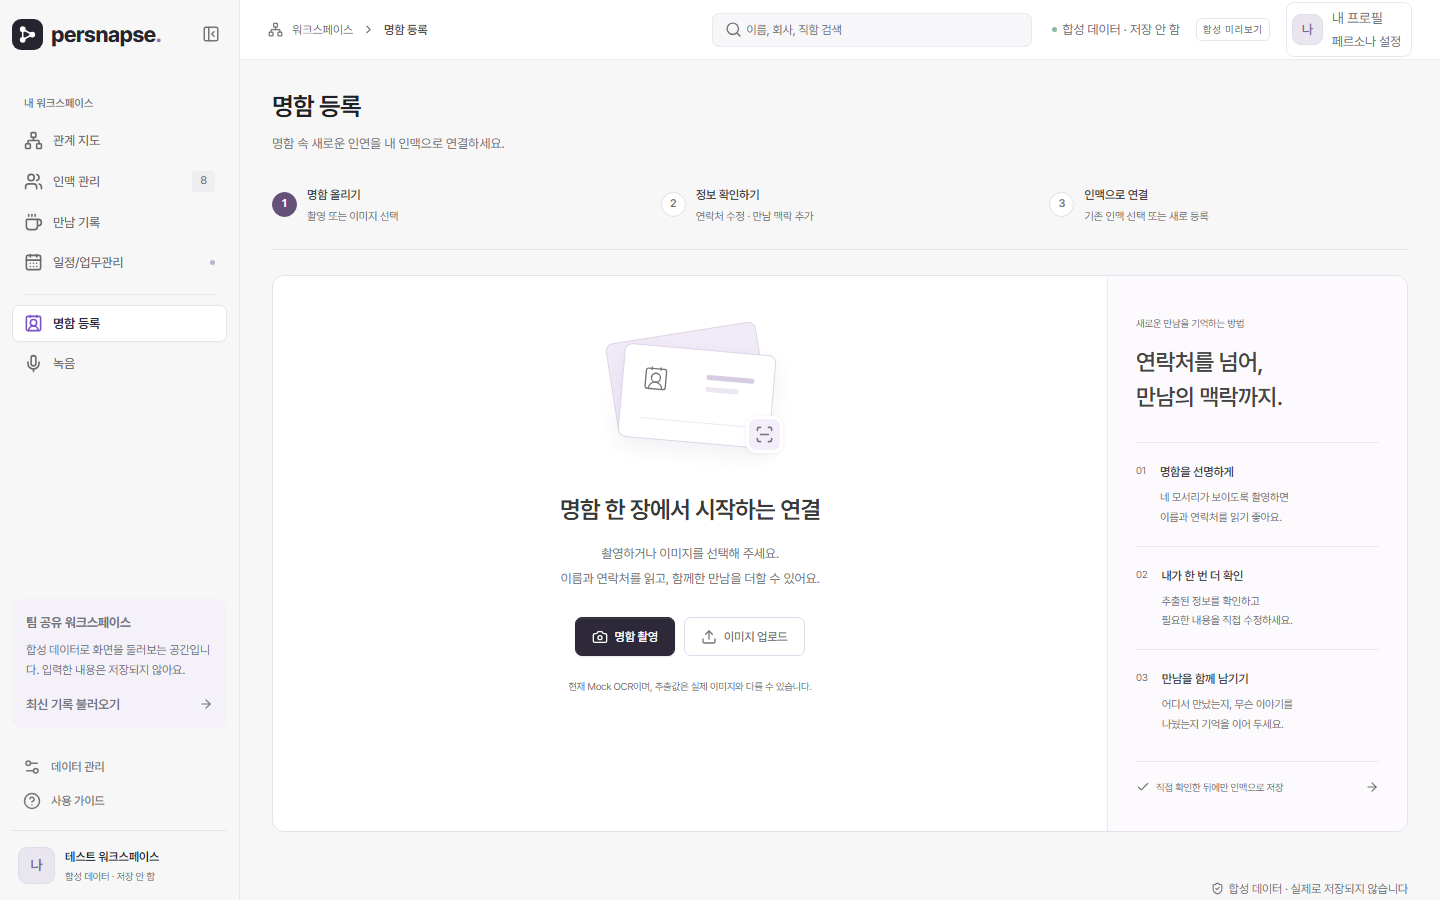 persnapse.
워크스페이스 > 명함 등록
이름, 회사, 직함 검색
합성 데이터 · 저장 안 함
합성 미리보기
나
내 프로필
페르소나 설정
내 워크스페이스
관계 지도
인맥 관리
8
만남 기록
일정/업무관리
명함 등록
녹음
팀 공유 워크스페이스
합성 데이터로 화면을 둘러보는 공간입니
다. 입력한 내용은 저장되지 않아요.
최신 기록 불러오기
데이터 관리
사용 가이드
나
테스트 워크스페이스
합성 데이터 · 저장 안 함
명함 등록
명함 속 새로운 인연을 내 인맥으로 연결하세요.
1
명함 올리기
촬영 또는 이미지 선택
2
정보 확인하기
연락처 수정 · 만남 맥락 추가
3
인맥으로 연결
기존 인맥 선택 또는 새로 등록
명함 한 장에서 시작하는 연결
촬영하거나 이미지를 선택해 주세요.
이름과 연락처를 읽고, 함께한 만남을 더할 수 있어요.
명함 촬영
이미지 업로드
현재 Mock OCR이며, 추출값은 실제 이미지와 다를 수 있습니다.
새로운 만남을 기억하는 방법
연락처를 넘어,
만남의 맥락까지.
01 명함을 선명하게
네 모서리가 보이도록 촬영하면
이름과 연락처를 읽기 좋아요.
02 내가 한 번 더 확인
추출된 정보를 확인하고
필요한 내용을 직접 수정하세요.
03 만남을 함께 남기기
어디서 만났는지, 무슨 이야기를
나눴는지 기억을 이어 두세요.
직접 확인한 뒤에만 인맥으로 저장
합성 데이터 · 실제로 저장되지 않습니다